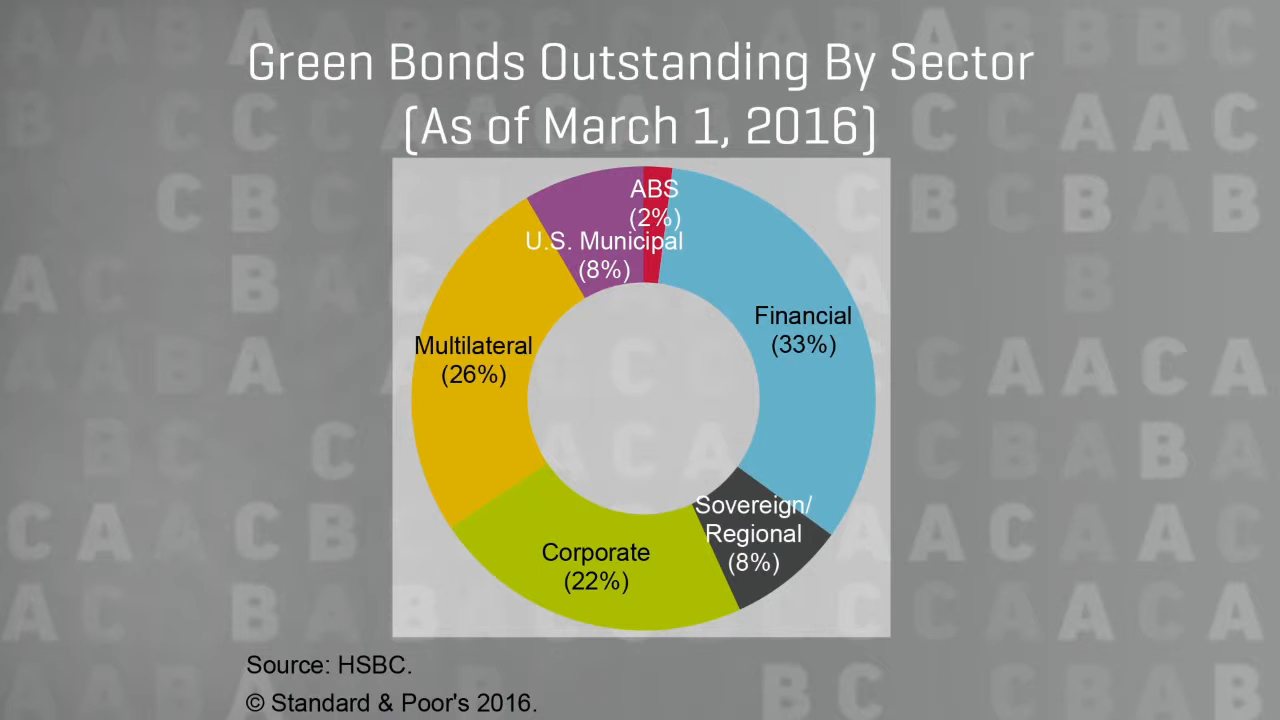 Green Bonds Outstanding By Sector
(As of March 1, 2016)
ABS
(2%)
U.S. Municipal
(8%)
Financial
(33%)
Multilateral
(26%)
Sovereign/
Regional
(8%)
Corporate
(22%)
Source: HSBC.
© Standard & Poor's 2016.